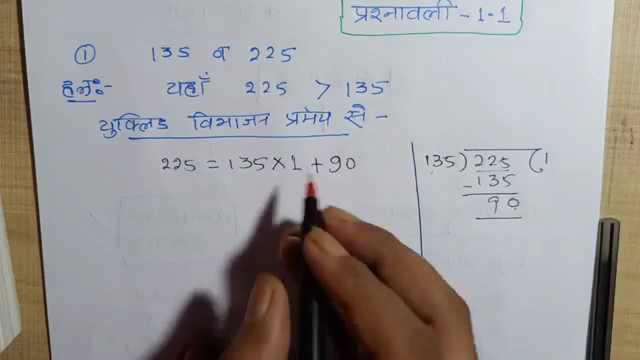 प्रश्नावली - 1.1
① 135 व 225
हल:- यहाँ 225 > 135
युक्लिड विभाजन प्रमेय से -
225 = 135 × 1 + 90
135) 225 (1
- 135
90